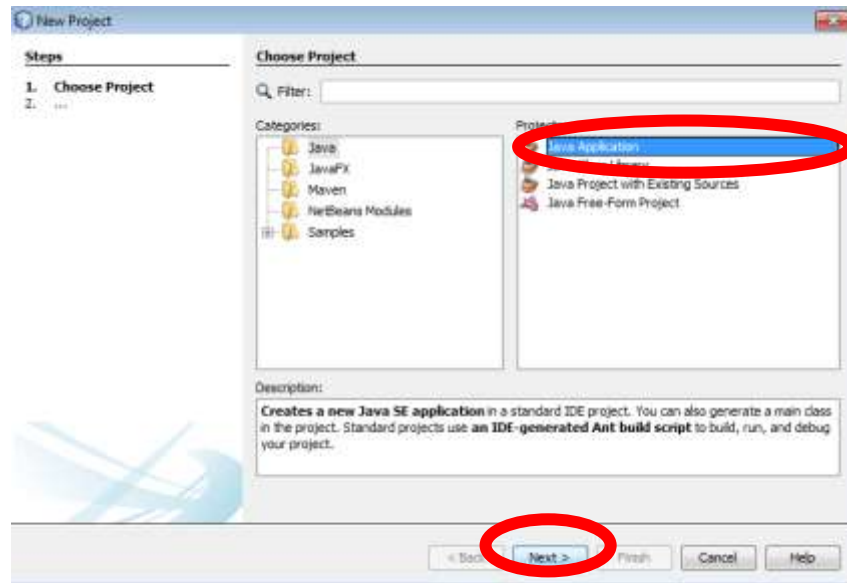 New Project
Steps
1. Choose Project
2. ...
Choose Project
Filter:
Categories:
Java
JavaFX
Maven
NetBeans Modules
Samples
Java Application
Library
Java Project with Existing Sources
Java Free-Form Project
Description:
Creates a new Java SE application in a standard IDE project. You can also generate a main class
in the project. Standard projects use an IDE-generated Ant build script to build, run, and debug
your project.
Next >
Finish
Cancel
Help